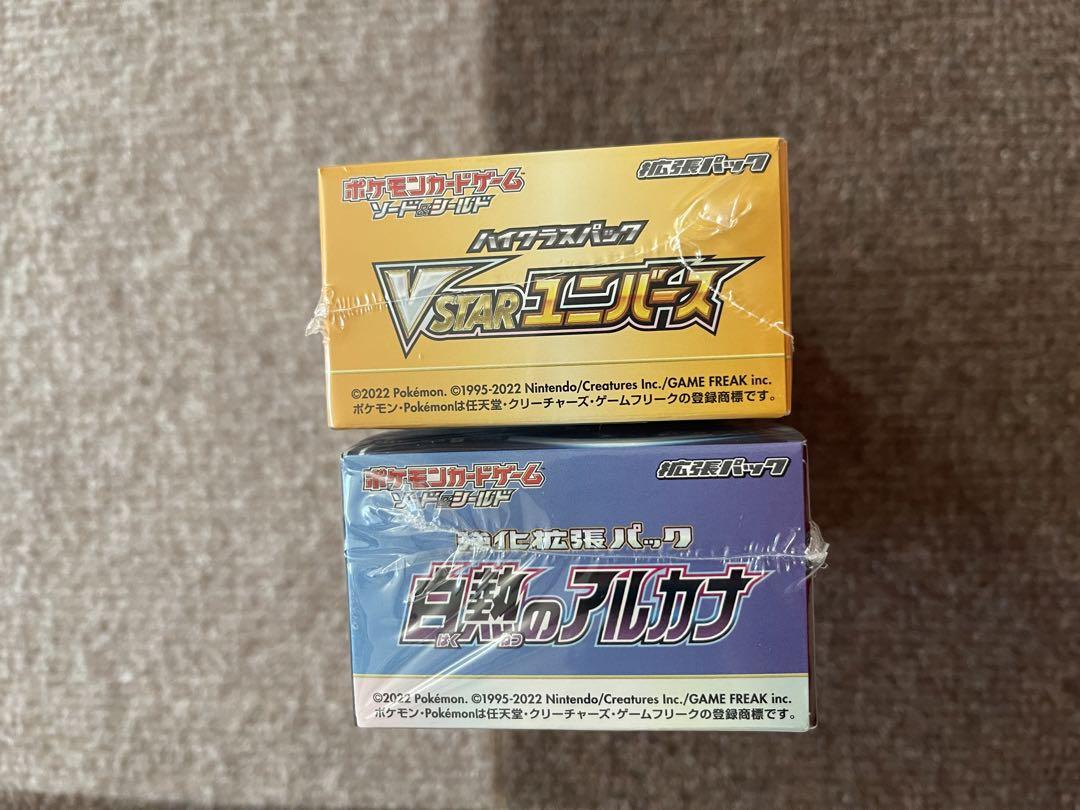 ポケモンカードゲーム
ソード&シールド
拡張パック
ハイクラスパック
VSTARユニバース
©2022 Pokémon. ©1995-2022 Nintendo/Creatures Inc./GAME FREAK inc.
ポケモン・Pokémonは任天堂・クリーチャーズ・ゲームフリークの登録商標です。
ポケモンカードゲーム
ソード&シールド
拡張パック
強化拡張パック
白熱のアルカナ
はく ねつ
©2022 Pokémon. ©1995-2022 Nintendo/Creatures Inc./GAME FREAK inc.
ポケモン・Pokémonは任天堂・クリーチャーズ・ゲームフリークの登録商標です。